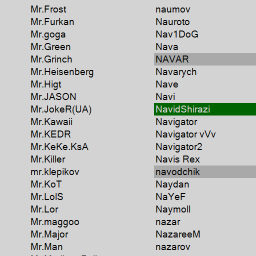 Mr.Frost naumov
Mr.Furkan Nauroto
Mr.goga Nav1DoG
Mr.Green Nava
Mr.Grinch NAVAR
Mr.Heisenberg Navarych
Mr.Higt Nave
Mr.JASON Navi
Mr.JokeR(UA) NavidShirazi
Mr.Kawaii Navigator
Mr.KEDR Navigator vVv
Mr.KeKe.KsA Navigator2
Mr.Killer Navis Rex
mr.klepikov navodchik
Mr.KoT Naydan
Mr.LolS NaYeF
Mr.Lor Naymoll
Mr.maggoo nazar
Mr.Major NazareeM
Mr.Man nazarov